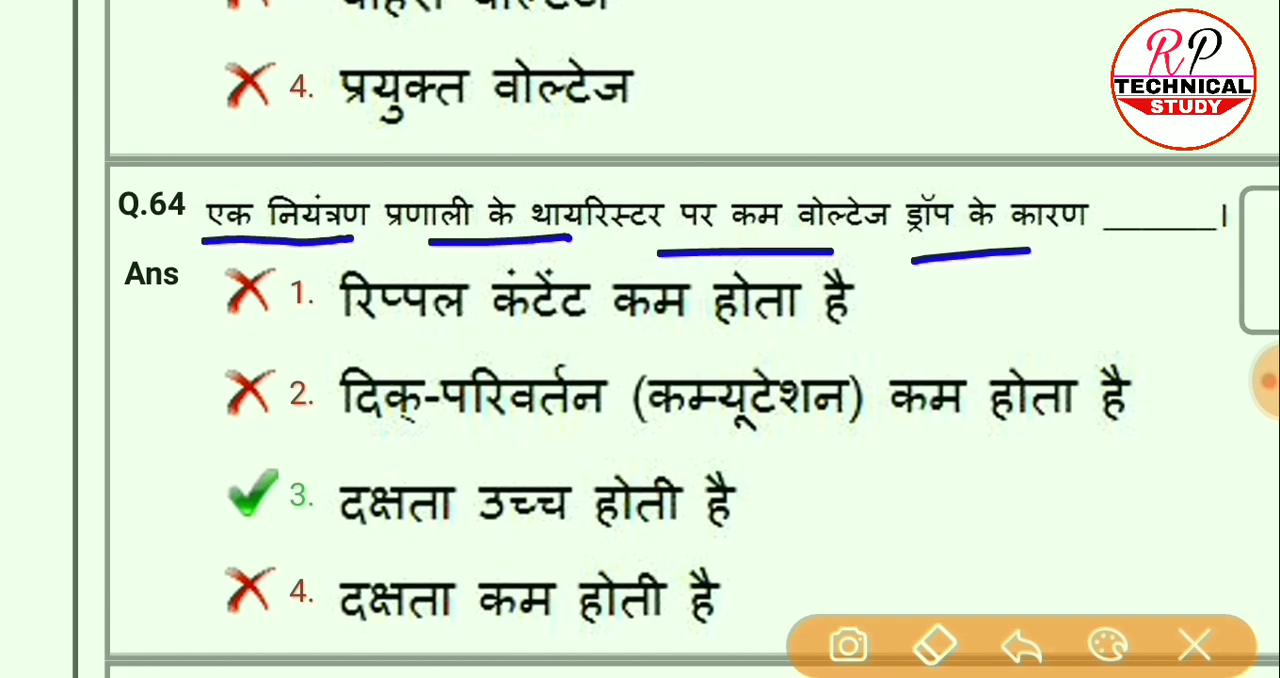 4. प्रयुक्त वोल्टेज
RP
TECHNICAL
STUDY
Q.64 एक नियंत्रण प्रणाली के थायरिस्टर पर कम वोल्टेज ड्रॉप के कारण ________।
Ans
1. रिप्पल कंटेंट कम होता है
2. दिक्-परिवर्तन (कम्यूटेशन) कम होता है
3. दक्षता उच्च होती है
4. दक्षता कम होती है